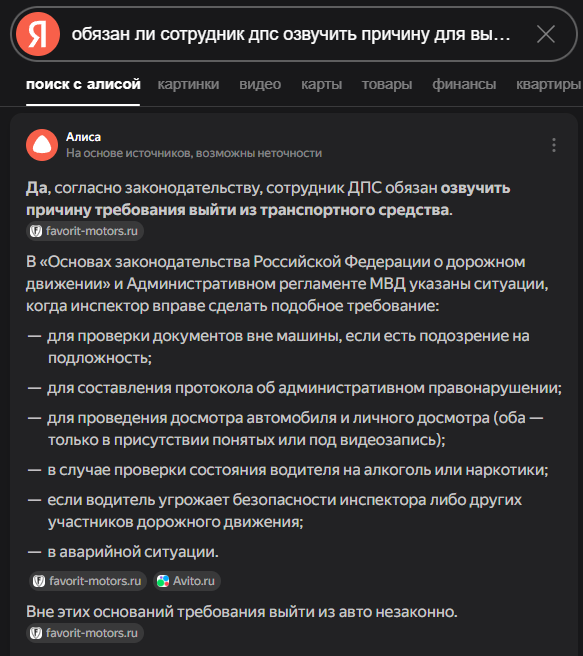 Я обязан ли сотрудник дпс озвучить причину для вы...
поиск с алисой картинки видео карты товары финансы квартиры
Алиса
На основе источников, возможны неточности
Да, согласно законодательству, сотрудник ДПС обязан озвучить
причину требования выйти из транспортного средства.
favorit-motors.ru
В «Основах законодательства Российской Федерации о дорожном
движении» и Административном регламенте МВД указаны ситуации,
когда инспектор вправе сделать подобное требование:
— для проверки документов вне машины, если есть подозрение на
подложность;
— для составления протокола об административном правонарушении;
— для проведения досмотра автомобиля и личного досмотра (оба —
только в присутствии понятых или под видеозапись);
— в случае проверки состояния водителя на алкоголь или наркотики;
— если водитель угрожает безопасности инспектора либо других
участников дорожного движения;
— в аварийной ситуации.
favorit-motors.ru Avito.ru
Вне этих оснований требования выйти из авто незаконно.
favorit-motors.ru